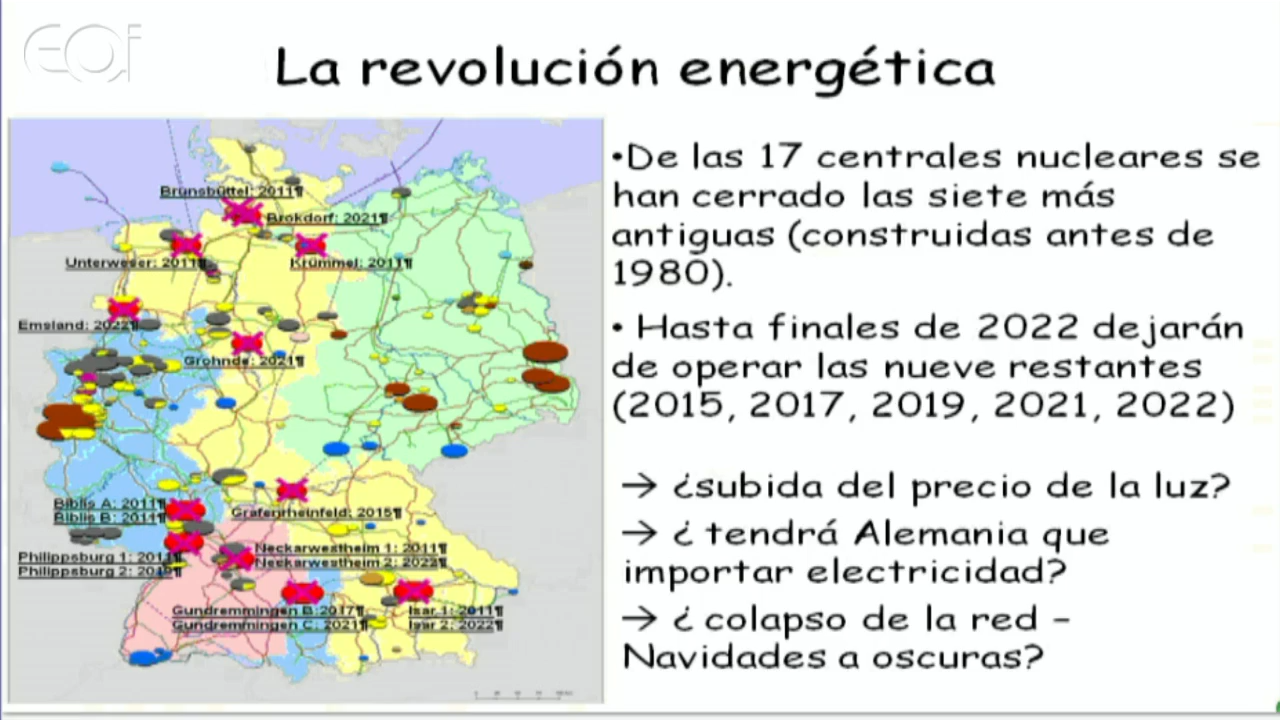 eoi
La revolución energética
•De las 17 centrales nucleares se
han cerrado las siete más
antiguas (construidas antes de
1980).
• Hasta finales de 2022 dejarán
de operar las nueve restantes
(2015, 2017, 2019, 2021, 2022)
→ ¿subida del precio de la luz?
→ ¿ tendrá Alemania que
importar electricidad?
→ ¿ colapso de la red –
Navidades a oscuras?
Brünsbüttel: 2011¶
Brokdorf: 2021¶
Unterweser: 2011¶
Krümmel: 2011¶
Emsland: 2022¶
Grohnde: 2021¶
Biblis A: 2011¶
Biblis B: 2011¶
Grafenrheinfeld: 2015¶
Philippsburg 1: 2011¶
Philippsburg 2: 2019¶
Neckarwestheim 1: 2011¶
Neckarwestheim 2: 2022¶
Gundremmingen B: 2017¶
Gundremmingen C: 2021¶
Isar 1: 2011¶
Isar 2: 2022¶